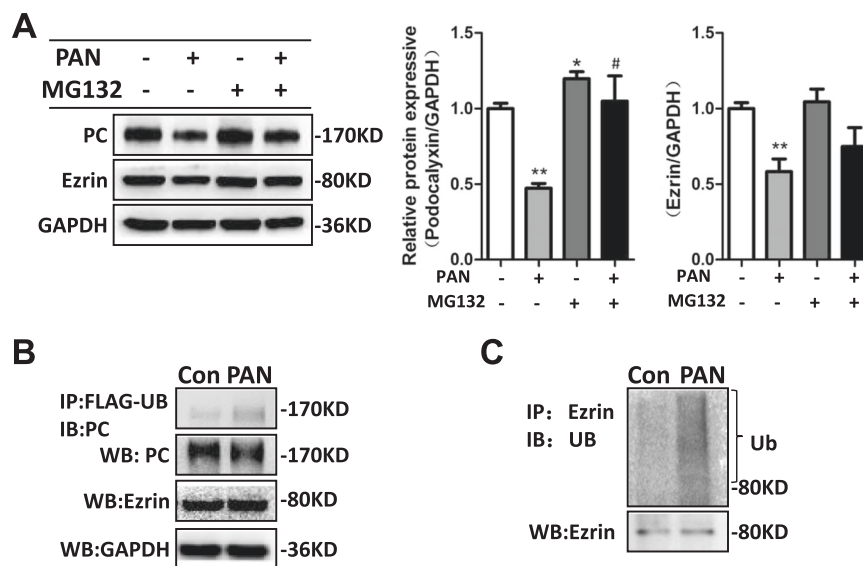 A
PAN - + - +
MG132 - - + +
PC -170KD
Ezrin -80KD
GAPDH -36KD
Relative protein expressive
(Podocalyxin/GAPDH)
1.5
1.0
0.5
0.0
**
*
#
PAN - + - +
MG132 - - + +
(Ezrin/GAPDH)
1.5
1.0
0.5
0.0
**
PAN - + - +
MG132 - - + +
B
Con PAN
IP:FLAG-UB
IB:PC
-170KD
WB: PC -170KD
WB:Ezrin -80KD
WB:GAPDH -36KD
C
Con PAN
IP: Ezrin
IB: UB
Ub
-80KD
WB:Ezrin -80KD